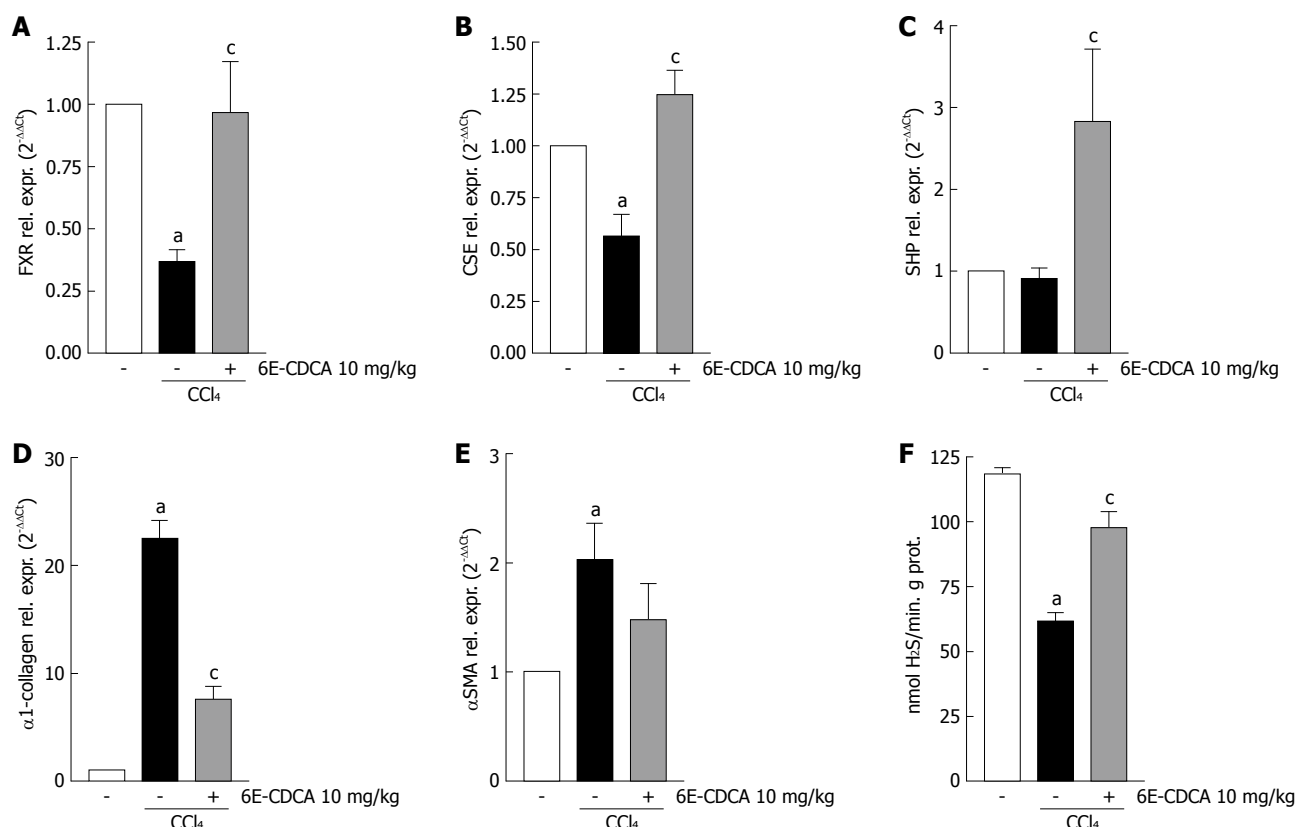 A
FXR rel. expr. (2-ΔΔCt)
1.25
1.00
0.75
0.50
0.25
0.00
a
c
- - + 6E-CDCA 10 mg/kg
CCl4
B
CSE rel. expr. (2-ΔΔCt)
1.50
1.25
1.00
0.75
0.50
0.25
0.00
a
c
- - + 6E-CDCA 10 mg/kg
CCl4
C
SHP rel. expr. (2-ΔΔCt)
4
3
2
1
0
c
- - + 6E-CDCA 10 mg/kg
CCl4
D
α1-collagen rel. expr. (2-ΔΔCt)
30
20
10
0
a
c
- - + 6E-CDCA 10 mg/kg
CCl4
E
αSMA rel. expr. (2-ΔΔCt)
3
2
1
0
a
- - + 6E-CDCA 10 mg/kg
CCl4
F
nmol H2S/min. g prot.
125
100
75
50
25
0
a
c
- - + 6E-CDCA 10 mg/kg
CCl4